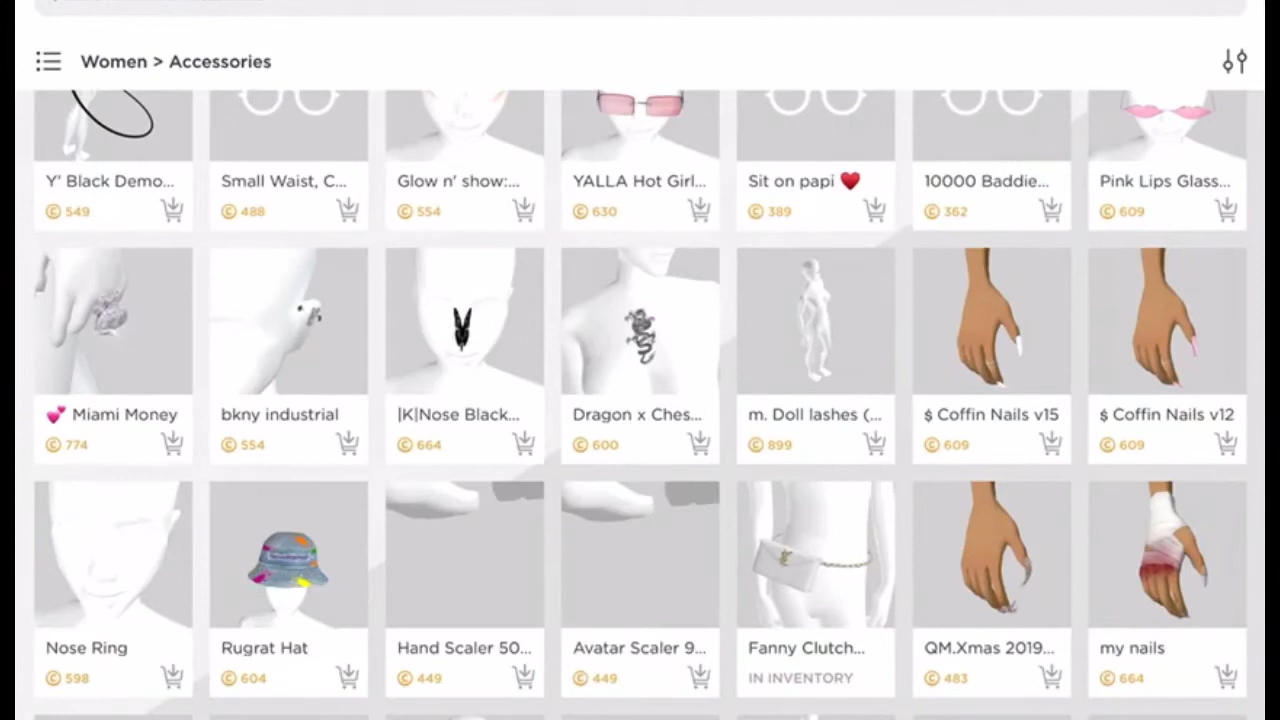 Women > Accessories
Y' Black Demo...
Small Waist, C...
Glow n' show:...
YALLA Hot Girl...
Sit on papi ❤️
10000 Baddie...
Pink Lips Glass...
© 549
© 488
© 554
© 630
© 389
© 362
© 609
💕 Miami Money
bkny industrial
|K|Nose Black...
Dragon x Ches...
m. Doll lashes (...
$ Coffin Nails v15
$ Coffin Nails v12
© 774
© 554
© 664
© 600
© 899
© 609
© 609
Nose Ring
Rugrat Hat
Hand Scaler 50...
Avatar Scaler 9...
Fanny Clutch...
QM.Xmas 2019...
my nails
© 598
© 604
© 449
© 449
IN INVENTORY
© 483
© 664